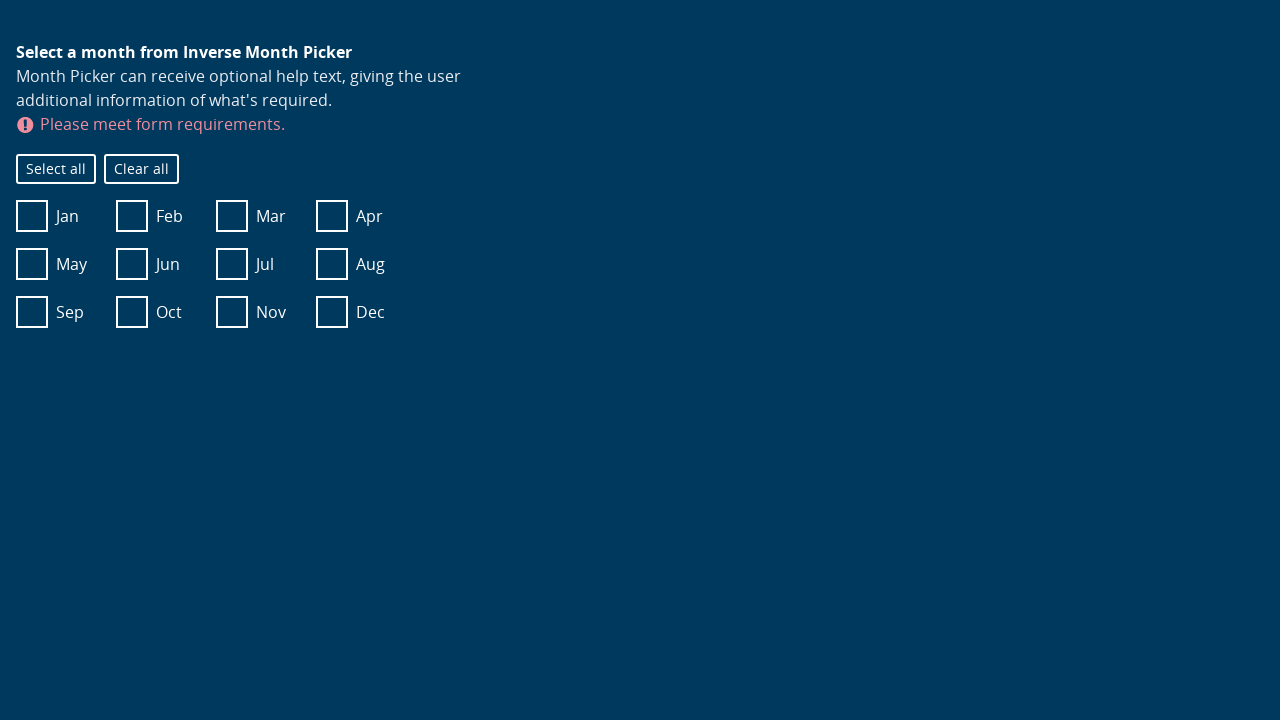 Select a month from Inverse Month Picker
Month Picker can receive optional help text, giving the user
additional information of what's required.
Please meet form requirements.
Select all Clear all
Jan Feb Mar Apr
May Jun Jul Aug
Sep Oct Nov Dec